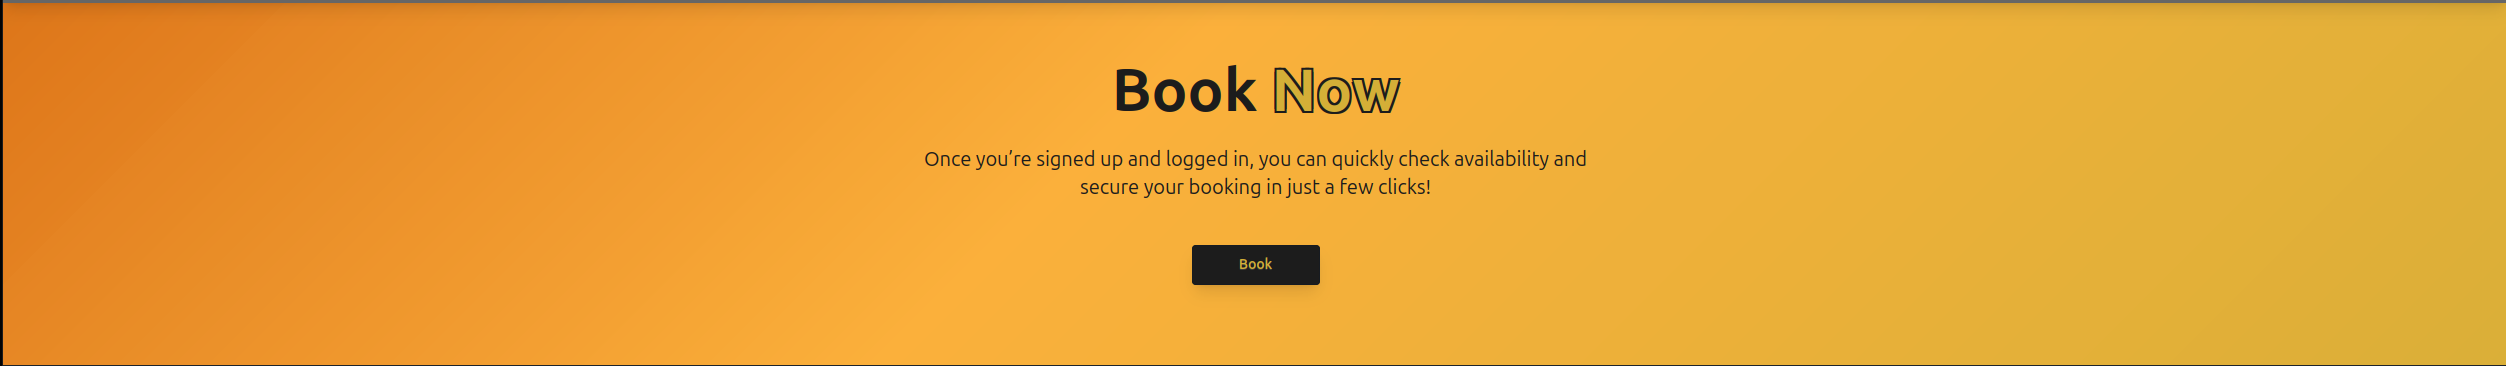 Book Now
Once you’re signed up and logged in, you can quickly check availability and
secure your booking in just a few clicks!
Book